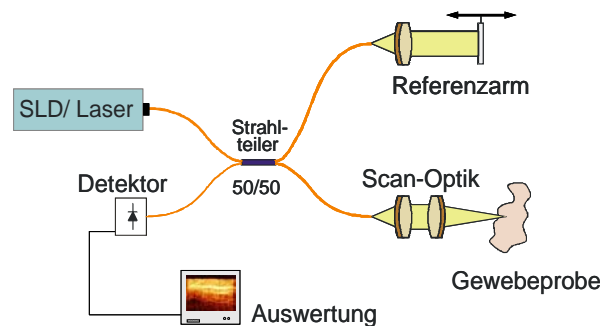 SLD/ Laser
Referenzarm
Strahl-
teiler
50/50
Detektor
Scan-Optik
Gewebeprobe
Auswertung